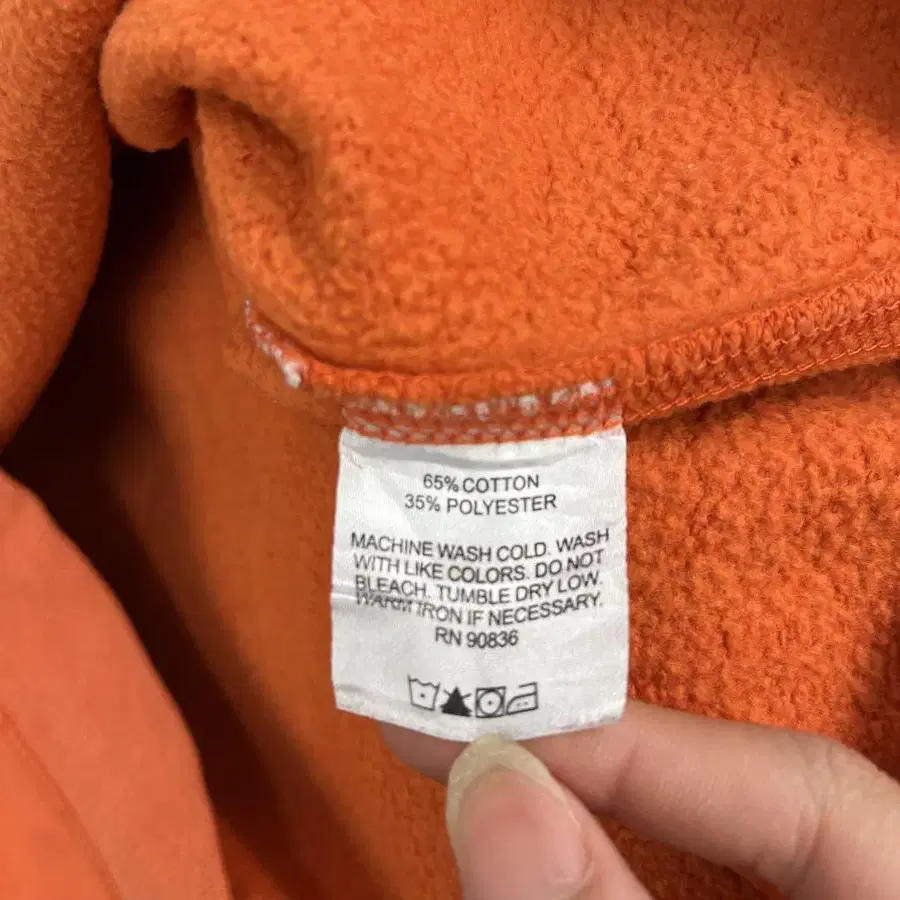 65% COTTON
35% POLYESTER
MACHINE WASH COLD. WASH
WITH LIKE COLORS. DO NOT
BLEACH. TUMBLE DRY LOW.
WARM IRON IF NECESSARY.
RN 90836